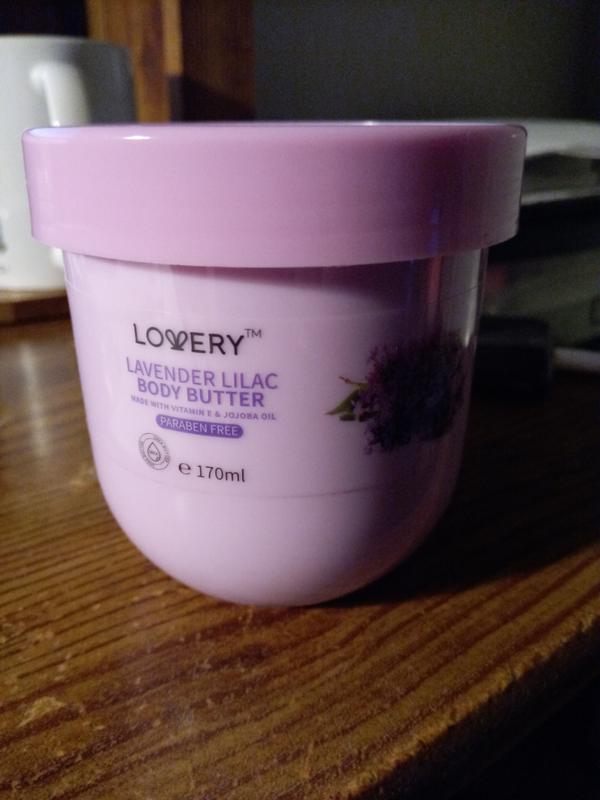 LOVERY™
LAVENDER LILAC
BODY BUTTER
MADE WITH VITAMIN E & JOJOBA OIL
PARABEN FREE
℮ 170ml